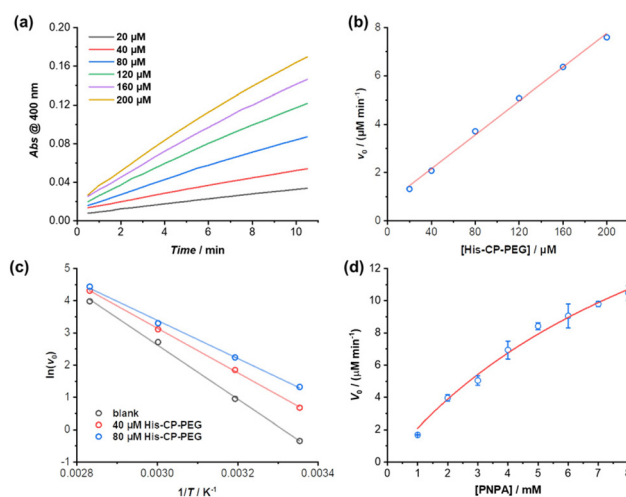 (a)
20 μM
40 μM
80 μM
120 μM
160 μM
200 μM
Abs @ 400 nm
0.20
0.16
0.12
0.08
0.04
0.00
0 2 4 6 8 10
Time / min
(b)
v₀ / (μM min⁻¹)
8
6
4
2
0
0 40 80 120 160 200
[His-CP-PEG] / μM
(c)
ln(v₀)
5
4
3
2
1
0
-1
blank
40 μM His-CP-PEG
80 μM His-CP-PEG
0.0028 0.0030 0.0032 0.0034
1/T / K⁻¹
(d)
V₀ / (μM min⁻¹)
12
10
8
6
4
2
0
1 2 3 4 5 6 7 8
[PNPA] / mM